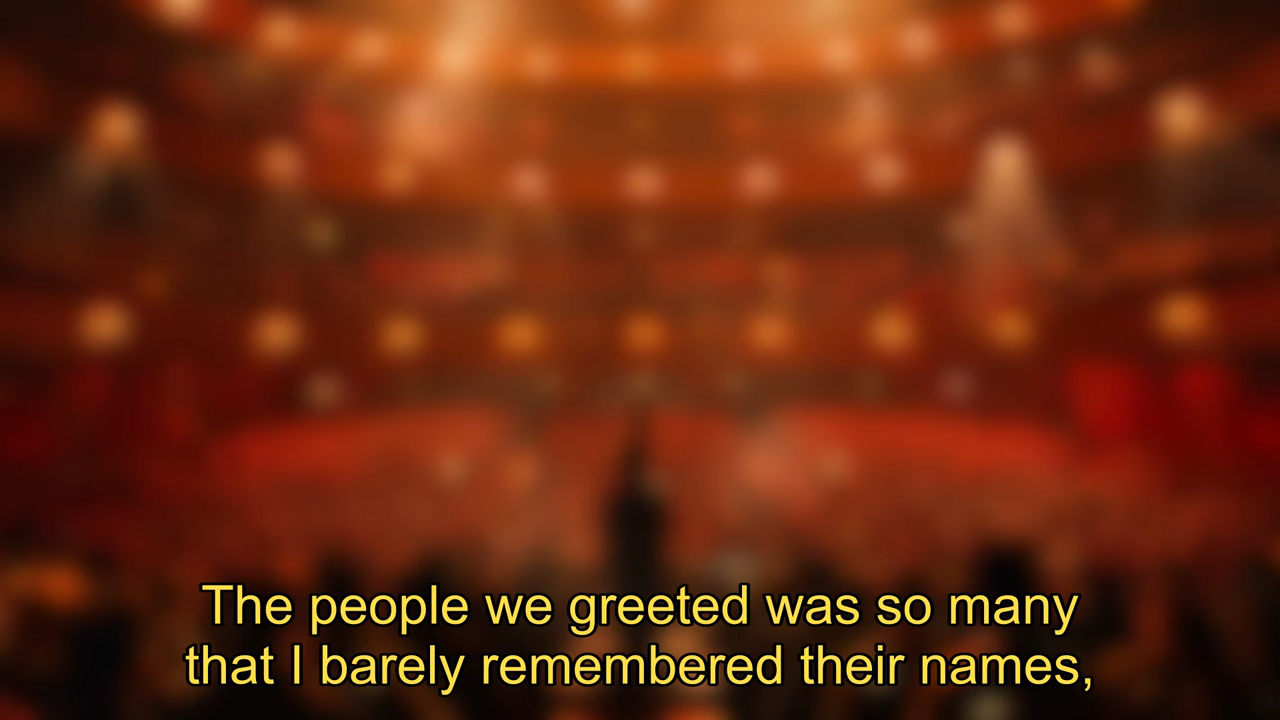 The people we greeted was so many
that I barely remembered their names,